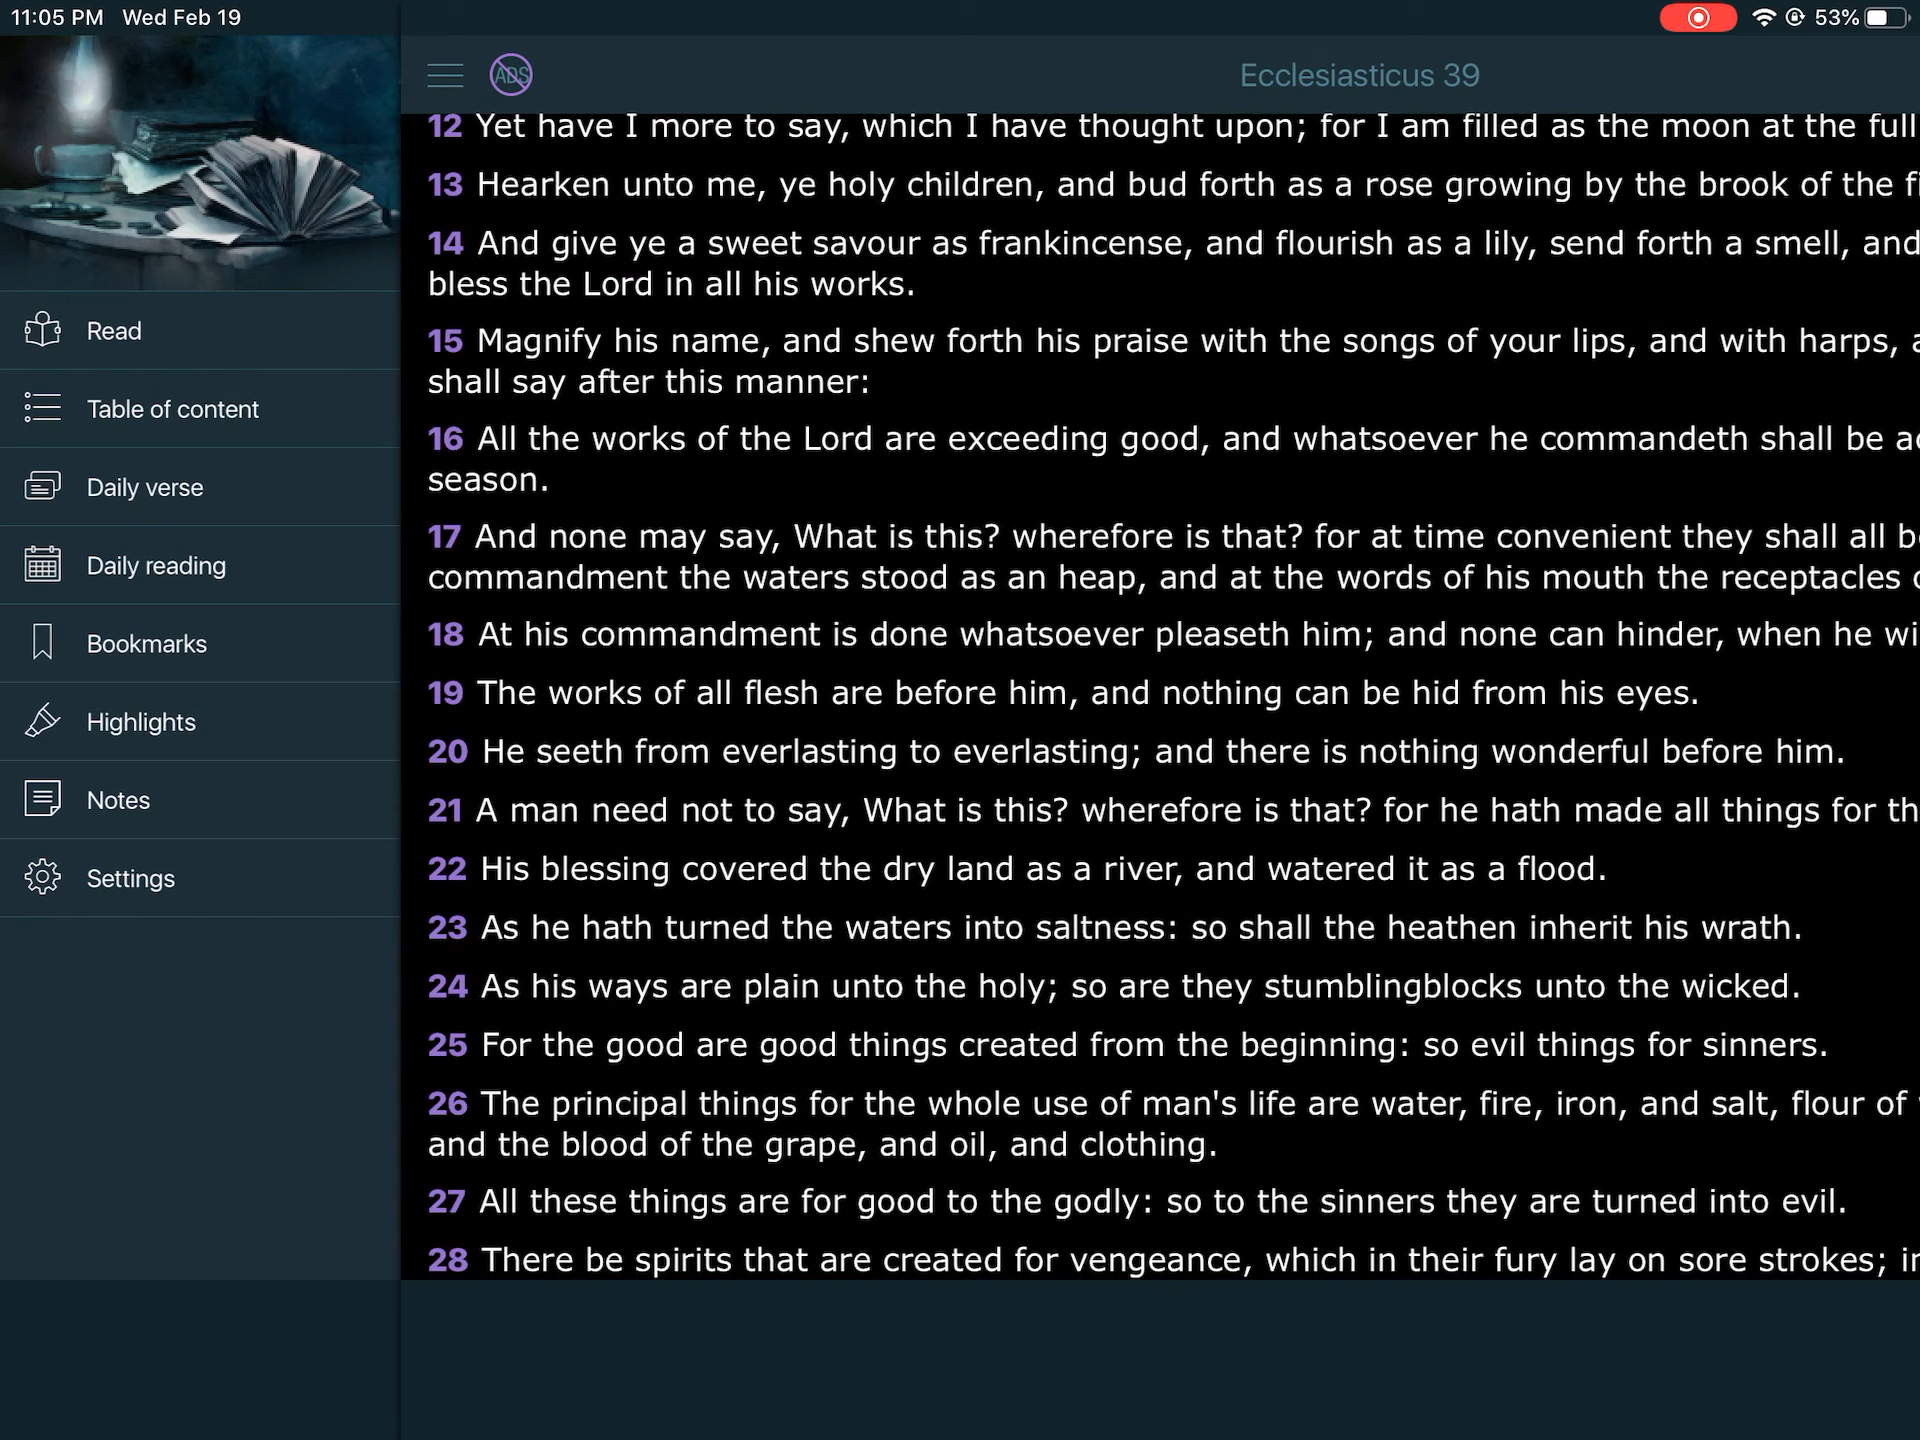 11:05 PM Wed Feb 19
53%
ADS
Ecclesiasticus 39
Read
Table of content
Daily verse
Daily reading
Bookmarks
Highlights
Notes
Settings
12 Yet have I more to say, which I have thought upon; for I am filled as the moon at the full
13 Hearken unto me, ye holy children, and bud forth as a rose growing by the brook of the
14 And give ye a sweet savour as frankincense, and flourish as a lily, send forth a smell, and
bless the Lord in all his works.
15 Magnify his name, and shew forth his praise with the songs of your lips, and with harps,
shall say after this manner:
16 All the works of the Lord are exceeding good, and whatsoever he commandeth shall be
season.
17 And none may say, What is this? wherefore is that? for at time convenient they shall all
commandment the waters stood as an heap, and at the words of his mouth the receptacles
18 At his commandment is done whatsoever pleaseth him; and none can hinder, when he
19 The works of all flesh are before him, and nothing can be hid from his eyes.
20 He seeth from everlasting to everlasting; and there is nothing wonderful before him.
21 A man need not to say, What is this? wherefore is that? for he hath made all things for
22 His blessing covered the dry land as a river, and watered it as a flood.
23 As he hath turned the waters into saltness: so shall the heathen inherit his wrath.
24 As his ways are plain unto the holy; so are they stumblingblocks unto the wicked.
25 For the good are good things created from the beginning: so evil things for sinners.
26 The principal things for the whole use of man's life are water, fire, iron, and salt, flour of
and the blood of the grape, and oil, and clothing.
27 All these things are for good to the godly: so to the sinners they are turned into evil.
28 There be spirits that are created for vengeance, which in their fury lay on sore strokes;